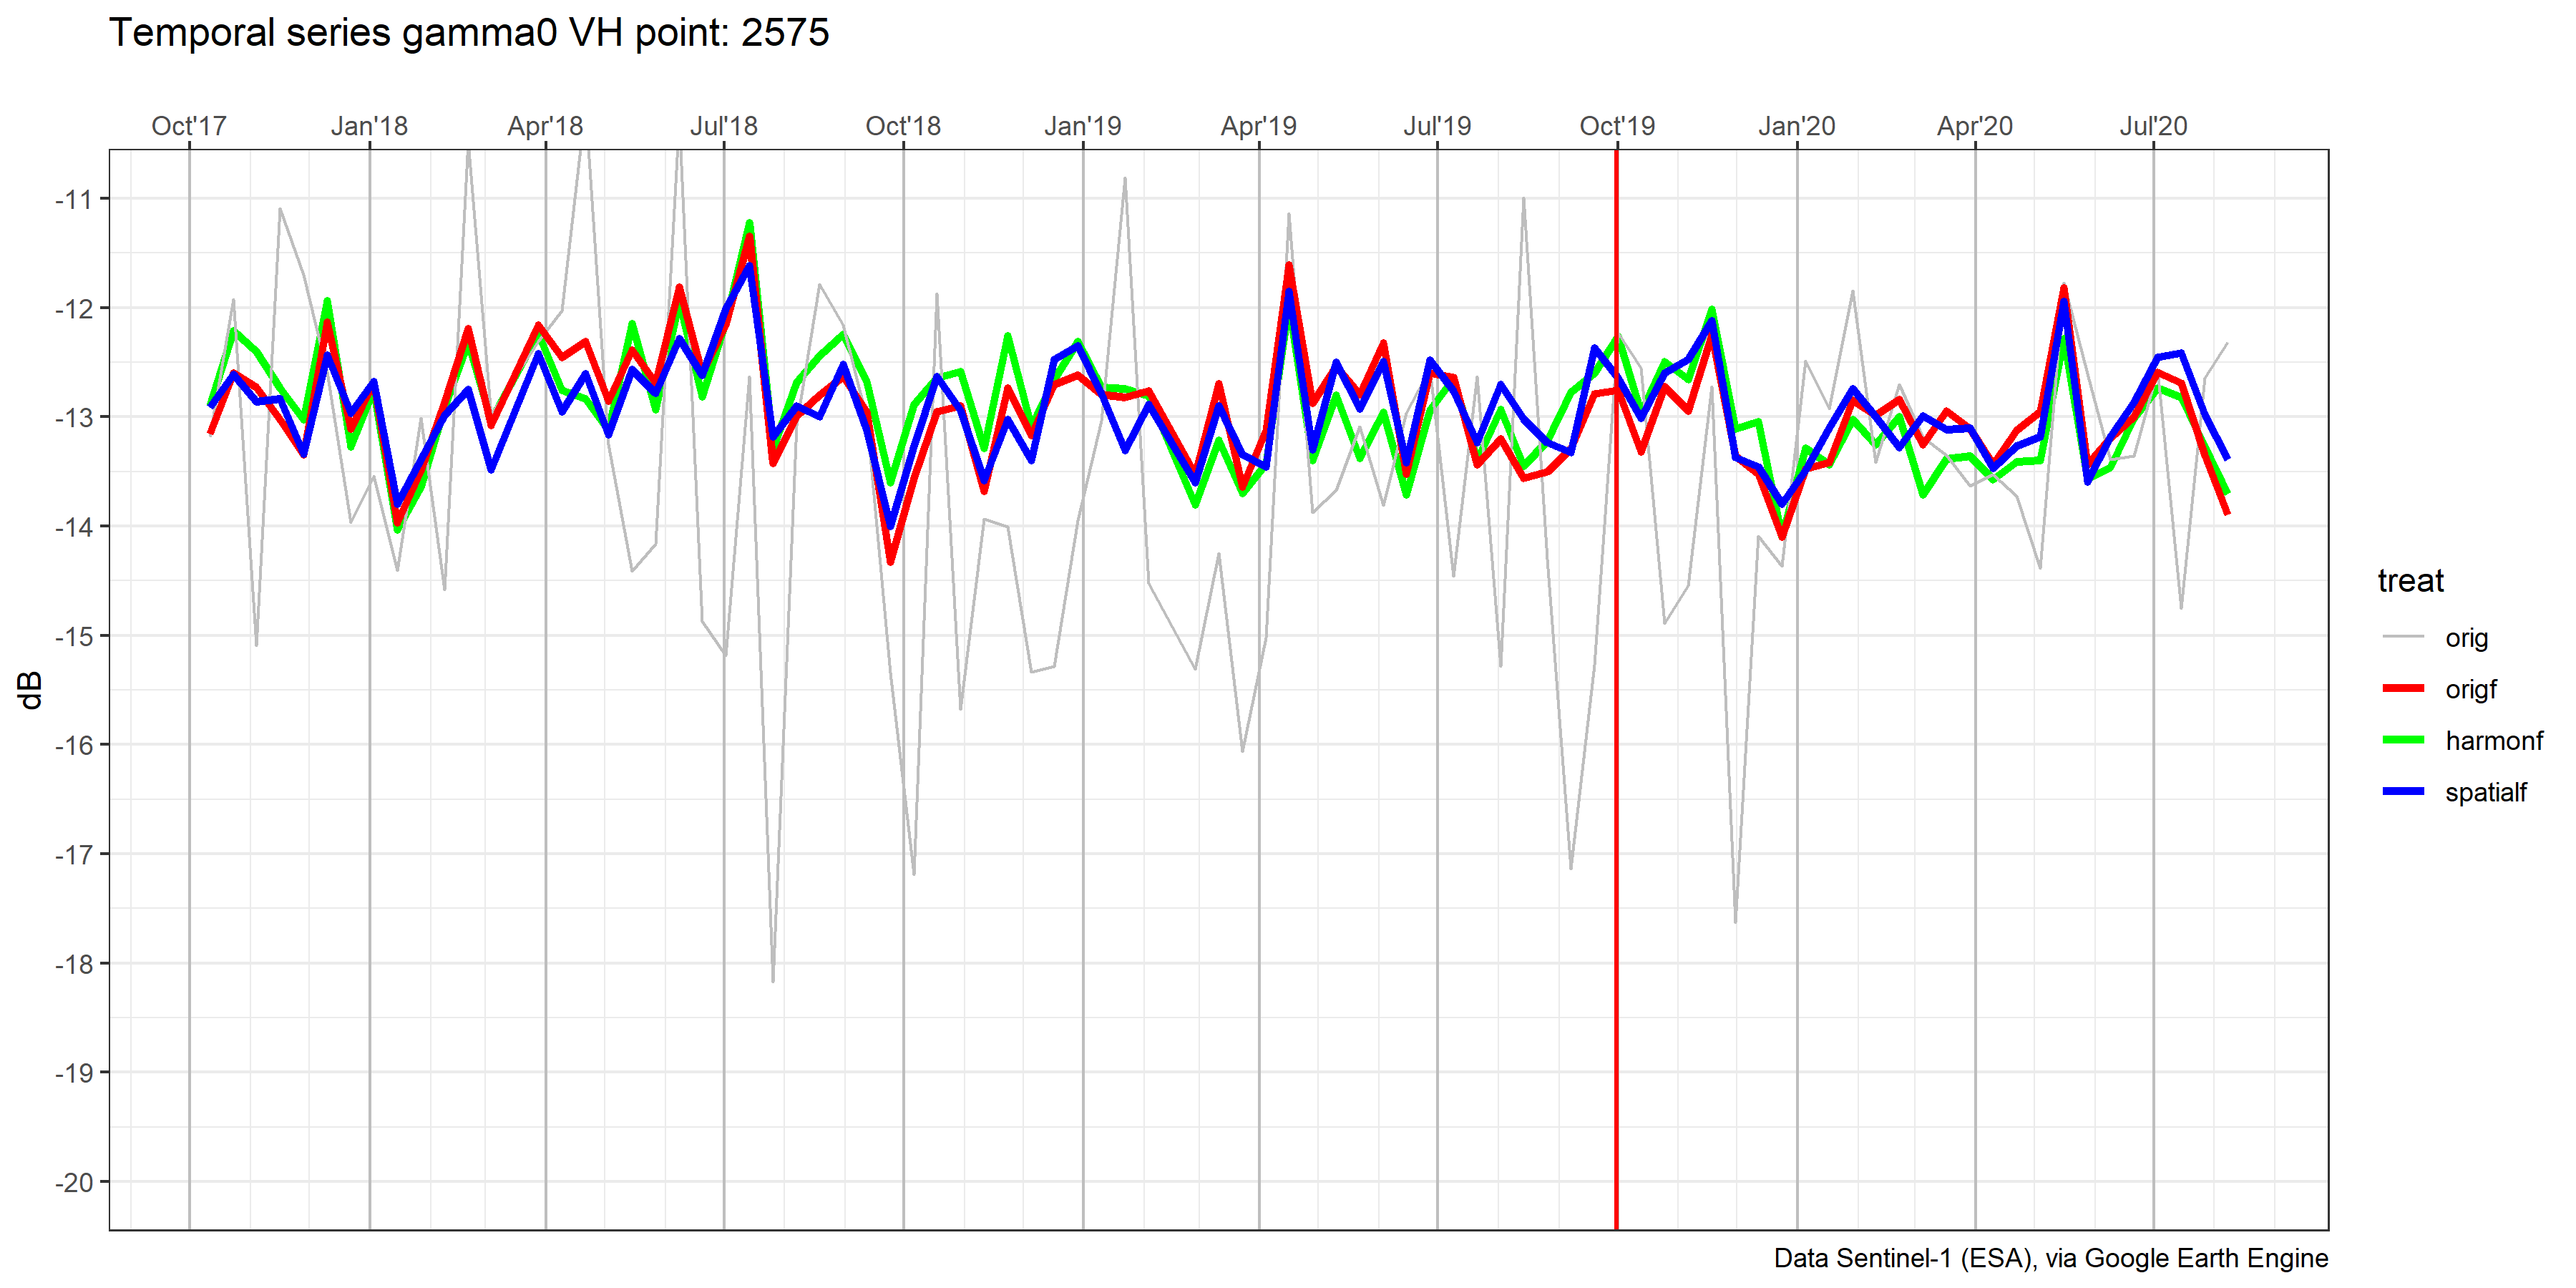 Temporal series gamma0 VH point: 2575
Oct'17 Jan'18 Apr'18 Jul'18 Oct'18 Jan'19 Apr'19 Jul'19 Oct'19 Jan'20 Apr'20 Jul'20
-11
-12
-13
-14
-15
-16
-17
-18
-19
-20
dB
treat
orig
origf
harmonf
spatialf
Data Sentinel-1 (ESA), via Google Earth Engine